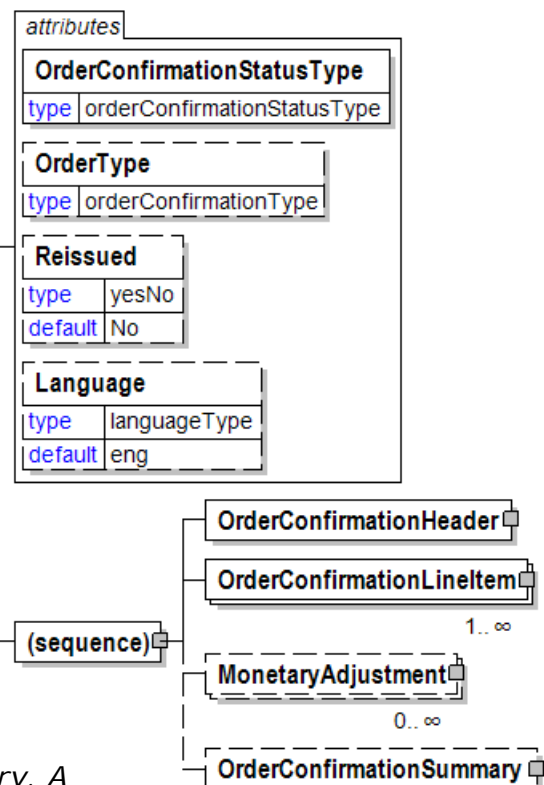 attributes
OrderConfirmationStatusType
type orderConfirmationStatusType
OrderType
type orderConfirmationType
Reissued
type yesNo
default No
Language
type languageType
default eng
OrderConfirmationHeader
OrderConfirmationLineItem
1.. ∞
(sequence)
MonetaryAdjustment
0.. ∞
OrderConfirmationSummary
ry. A